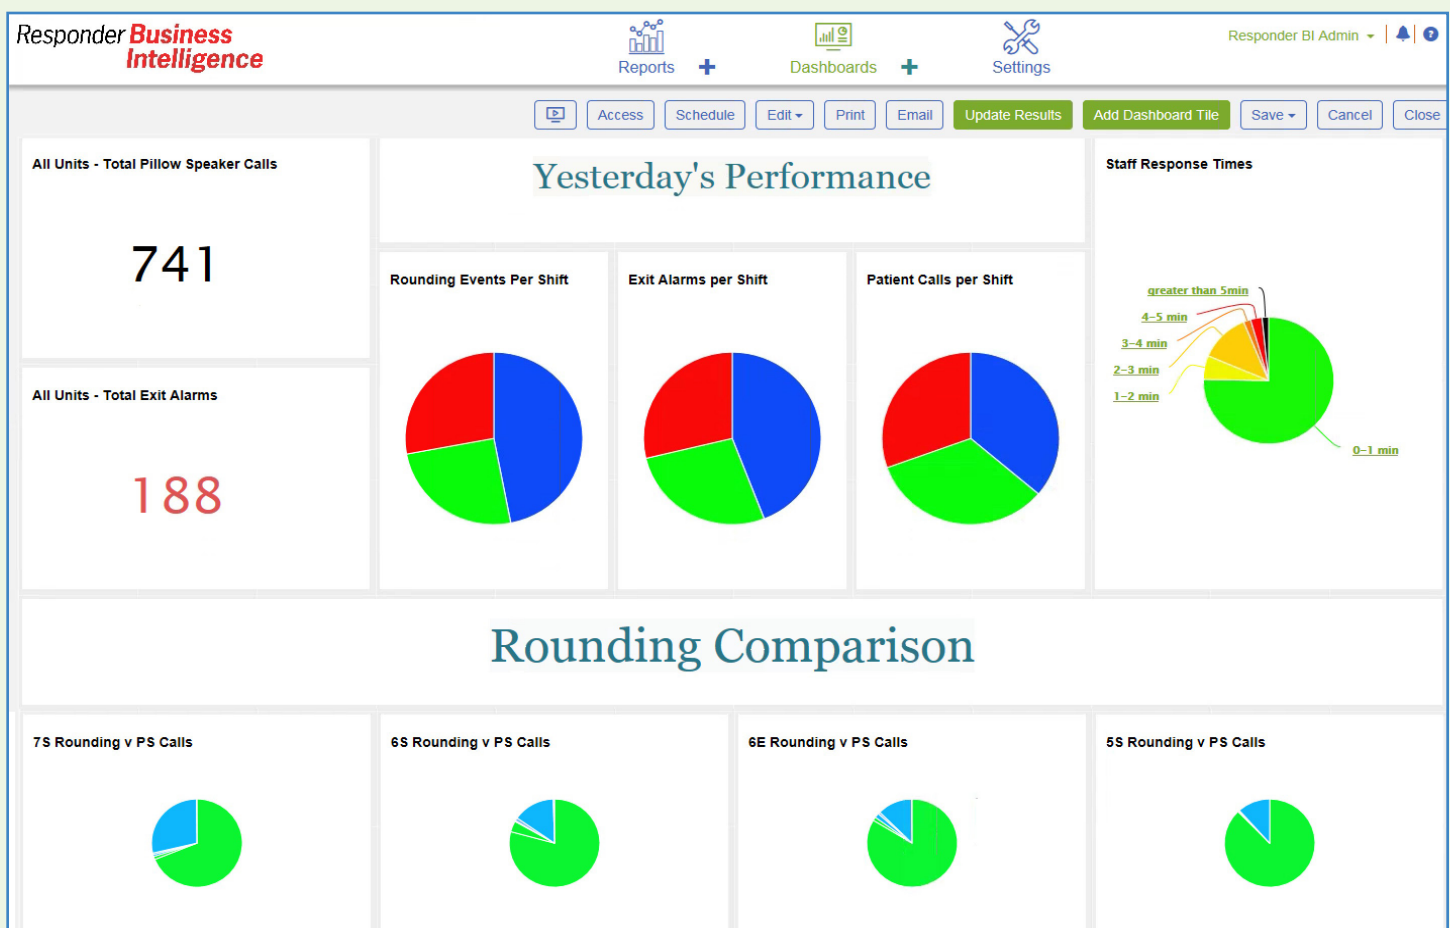 Responder Business
Intelligence
Reports
Dashboards
Settings
Responder BI Admin
Access
Schedule
Edit
Print
Email
Update Results
Add Dashboard Tile
Save
Cancel
Close
All Units - Total Pillow Speaker Calls
741
Yesterday's Performance
Staff Response Times
Rounding Events Per Shift
Exit Alarms per Shift
Patient Calls per Shift
greater than 5min
4–5 min
3–4 min
2–3 min
1–2 min
0–1 min
All Units - Total Exit Alarms
188
Rounding Comparison
7S Rounding v PS Calls
6S Rounding v PS Calls
6E Rounding v PS Calls
5S Rounding v PS Calls